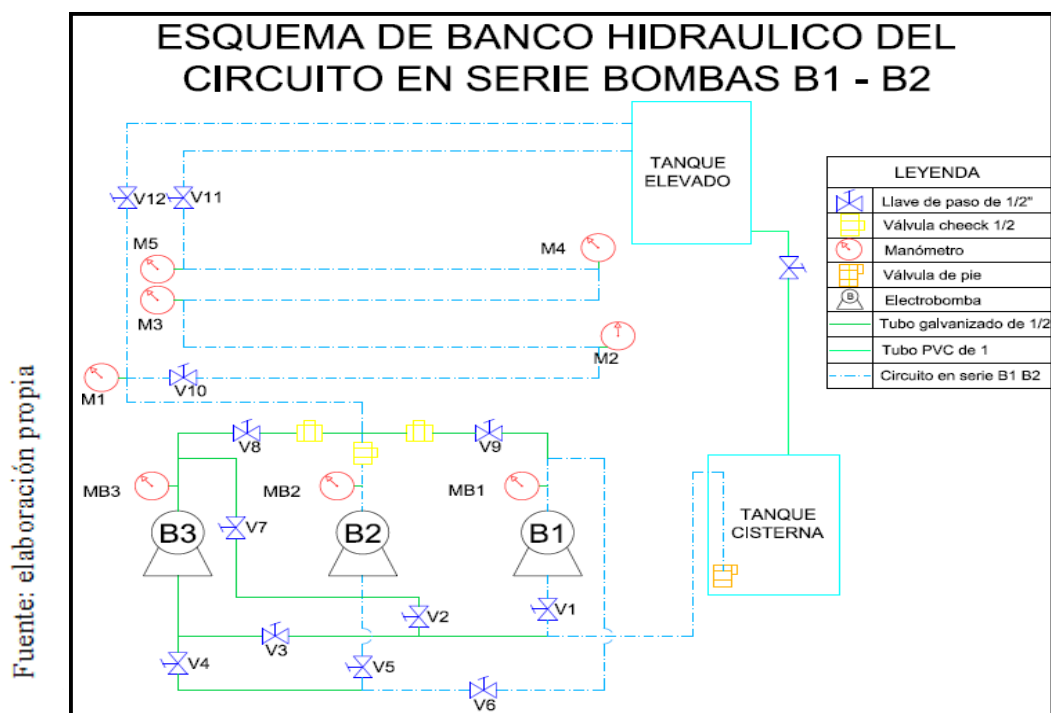 ESQUEMA DE BANCO HIDRAULICO DEL
CIRCUITO EN SERIE BOMBAS B1 - B2
TANQUE
ELEVADO
LEYENDA
Llave de paso de 1/2"
Válvula cheeck 1/2
Manómetro
Válvula de pie
B
Electrobomba
Tubo galvanizado de 1/2
Tubo PVC de 1
Circuito en serie B1 B2
V12
V11
M5
M4
M3
M2
M1
V10
V8
V9
MB3
MB2
MB1
V7
B3
B2
B1
TANQUE
CISTERNA
V2
V1
V3
V4
V5
V6
Fuente: elaboración propia